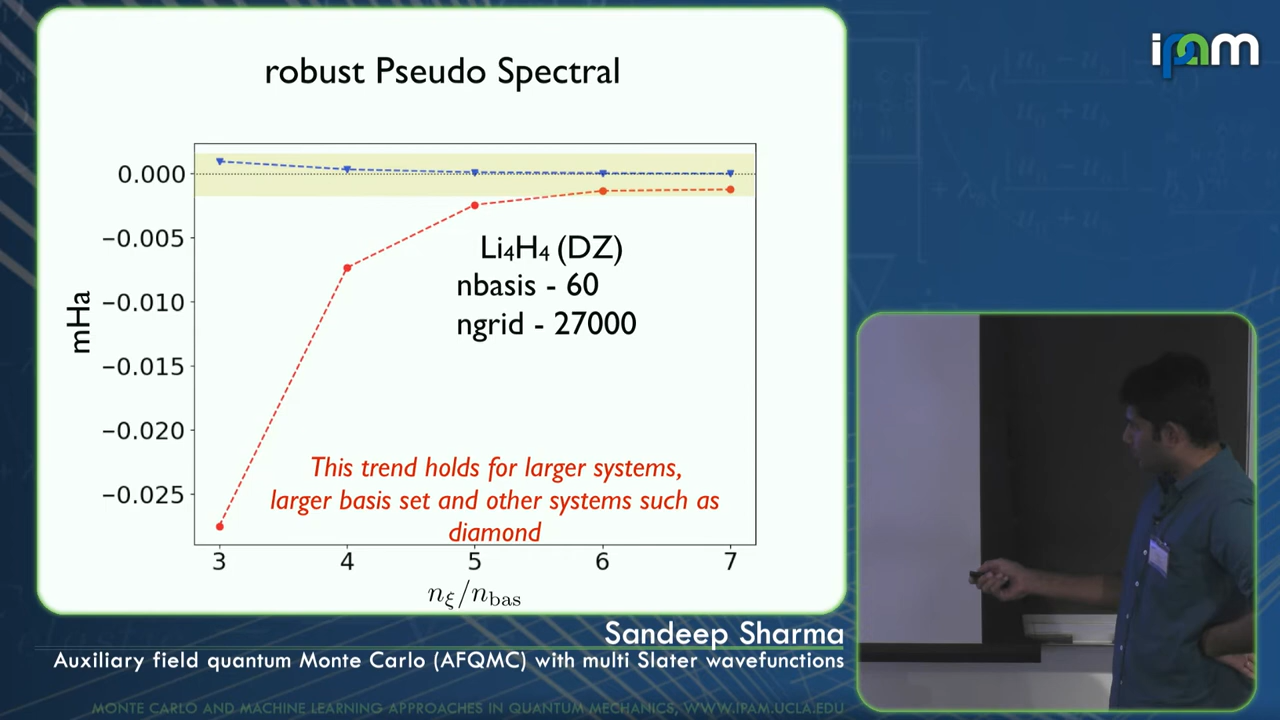 robust Pseudo Spectral
ipam
0.000
−0.005
−0.010
−0.015
−0.020
−0.025
mHa
Li₄H₄ (DZ)
nbasis - 60
ngrid - 27000
This trend holds for larger systems,
larger basis set and other systems such as
diamond
3 4 5 6 7
nξ/nbas
Sandeep Sharma
Auxiliary field quantum Monte Carlo (AFQMC) with multi Slater wavefunctions
MONTE CARLO AND MACHINE LEARNING APPROACHES IN QUANTUM MECHANICS, WWW.IPAM.UCLA.EDU